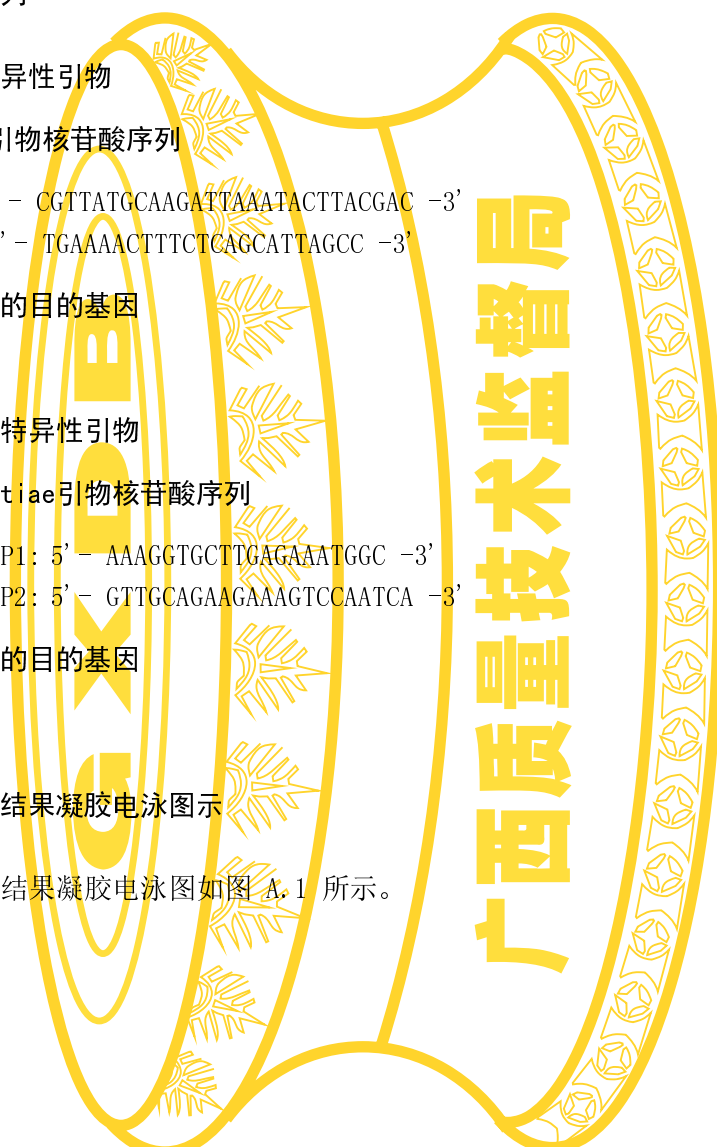 异性引物
引物核苷酸序列
- CGTTATGCAAGATTAAATACTTACGAC -3'
'- TGAAAACTTTCTCAGCATTAGCC -3'
的目的基因
特异性引物
tiae引物核苷酸序列
P1: 5'- AAAGGTGCTTGAGAAATGGC -3'
P2: 5'- GTTGCAGAAGAAAGTCCAATCA -3'
的目的基因
结果凝胶电泳图示
结果凝胶电泳图如图 A.1 所示。
GXDB
广西质量技术监督局